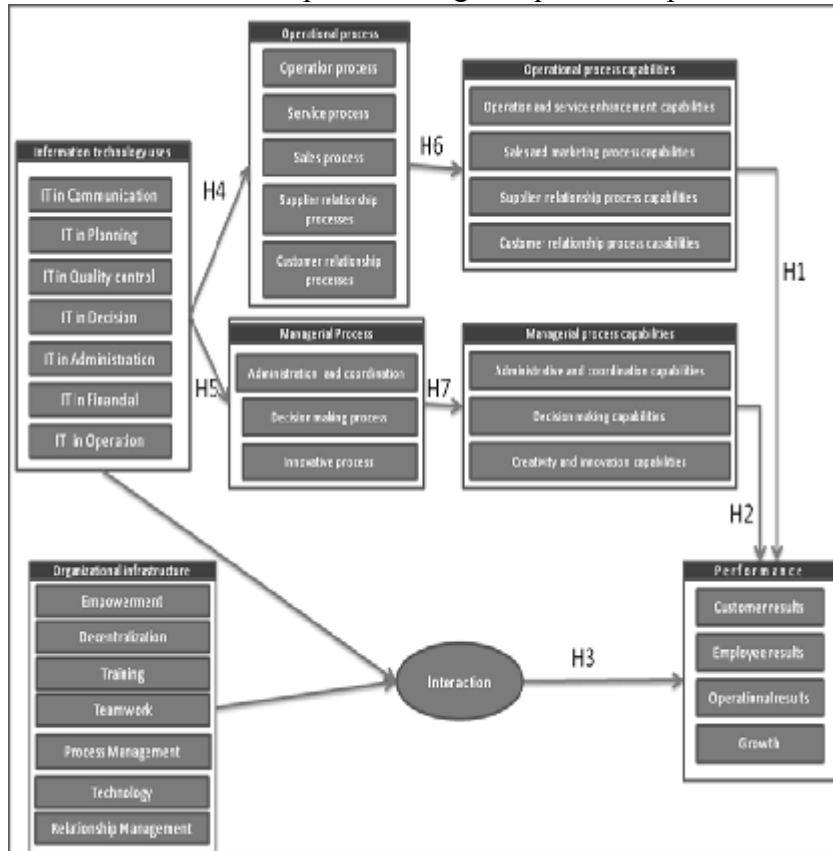 Operational process
Operation process
Service process
Sales process
Supplier relationship
processes
Customer relationship
processes
Operational process capabilities
Operation and service enhancement capabilities
Sales and marketing process capabilities
Supplier relationship process capabilities
Customer relationship process capabilities
Information technology uses
IT in Communication
IT in Planning
IT in Quality control
IT in Decision
IT in Administration
IT in Financial
IT in Operation
H4
H6
H1
H5
Managerial Process
Administration and coordination
Decision making process
Innovative process
H7
Managerial process capabilities
Administrative and coordination capabilities
Decision making capabilities
Creativity and innovation capabilities
H2
Organizational infrastructure
Empowerment
Decentralization
Training
Teamwork
Process Management
Technology
Relationship Management
Interaction
H3
Performance
Customer results
Employee results
Operational results
Growth